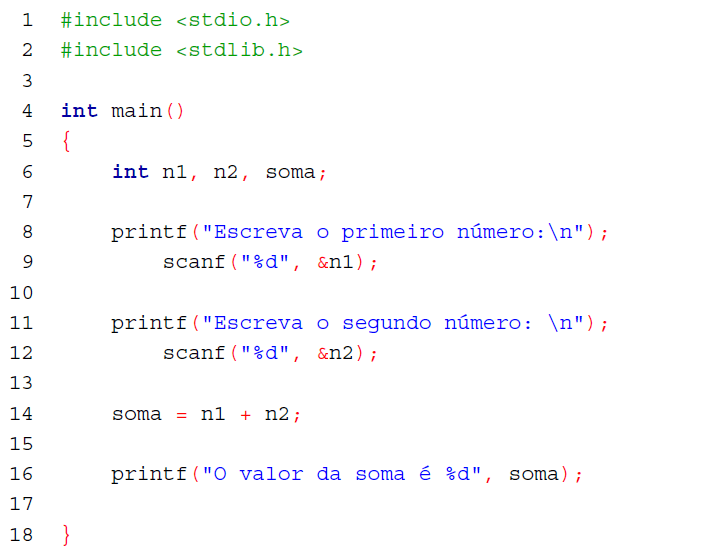 1 #include <stdio.h>
2 #include <stdlib.h>
3
4 int main()
5 {
6     int n1, n2, soma;
7
8     printf("Escreva o primeiro número:\n");
9         scanf("%d", &n1);
10
11     printf("Escreva o segundo número: \n");
12         scanf("%d", &n2);
13
14     soma = n1 + n2;
15
16     printf("O valor da soma é %d", soma);
17
18 }